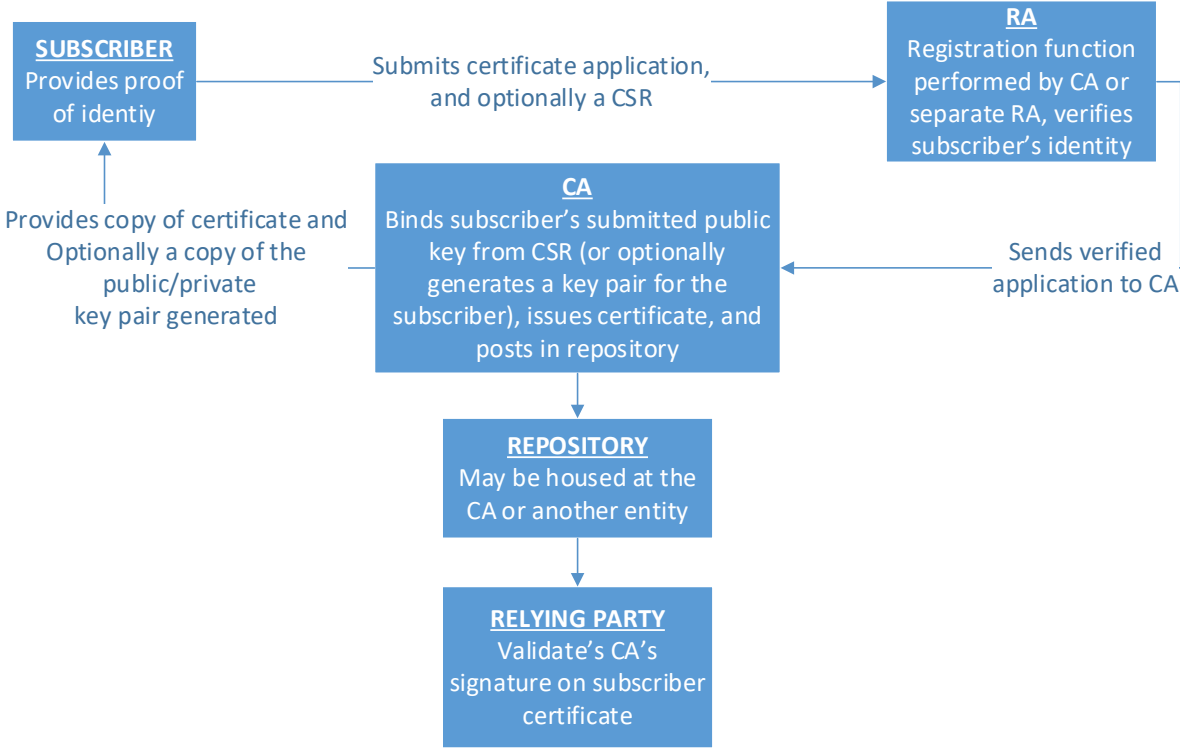 SUBSCRIBER
Provides proof
of identiy
Submits certificate application,
and optionally a CSR
RA
Registration function
performed by CA or
separate RA, verifies
subscriber’s identity
Sends verified
application to CA
CA
Binds subscriber’s submitted public
key from CSR (or optionally
generates a key pair for the
subscriber), issues certificate, and
posts in repository
Provides copy of certificate and
Optionally a copy of the
public/private
key pair generated
REPOSITORY
May be housed at the
CA or another entity
RELYING PARTY
Validate’s CA’s
signature on subscriber
certificate